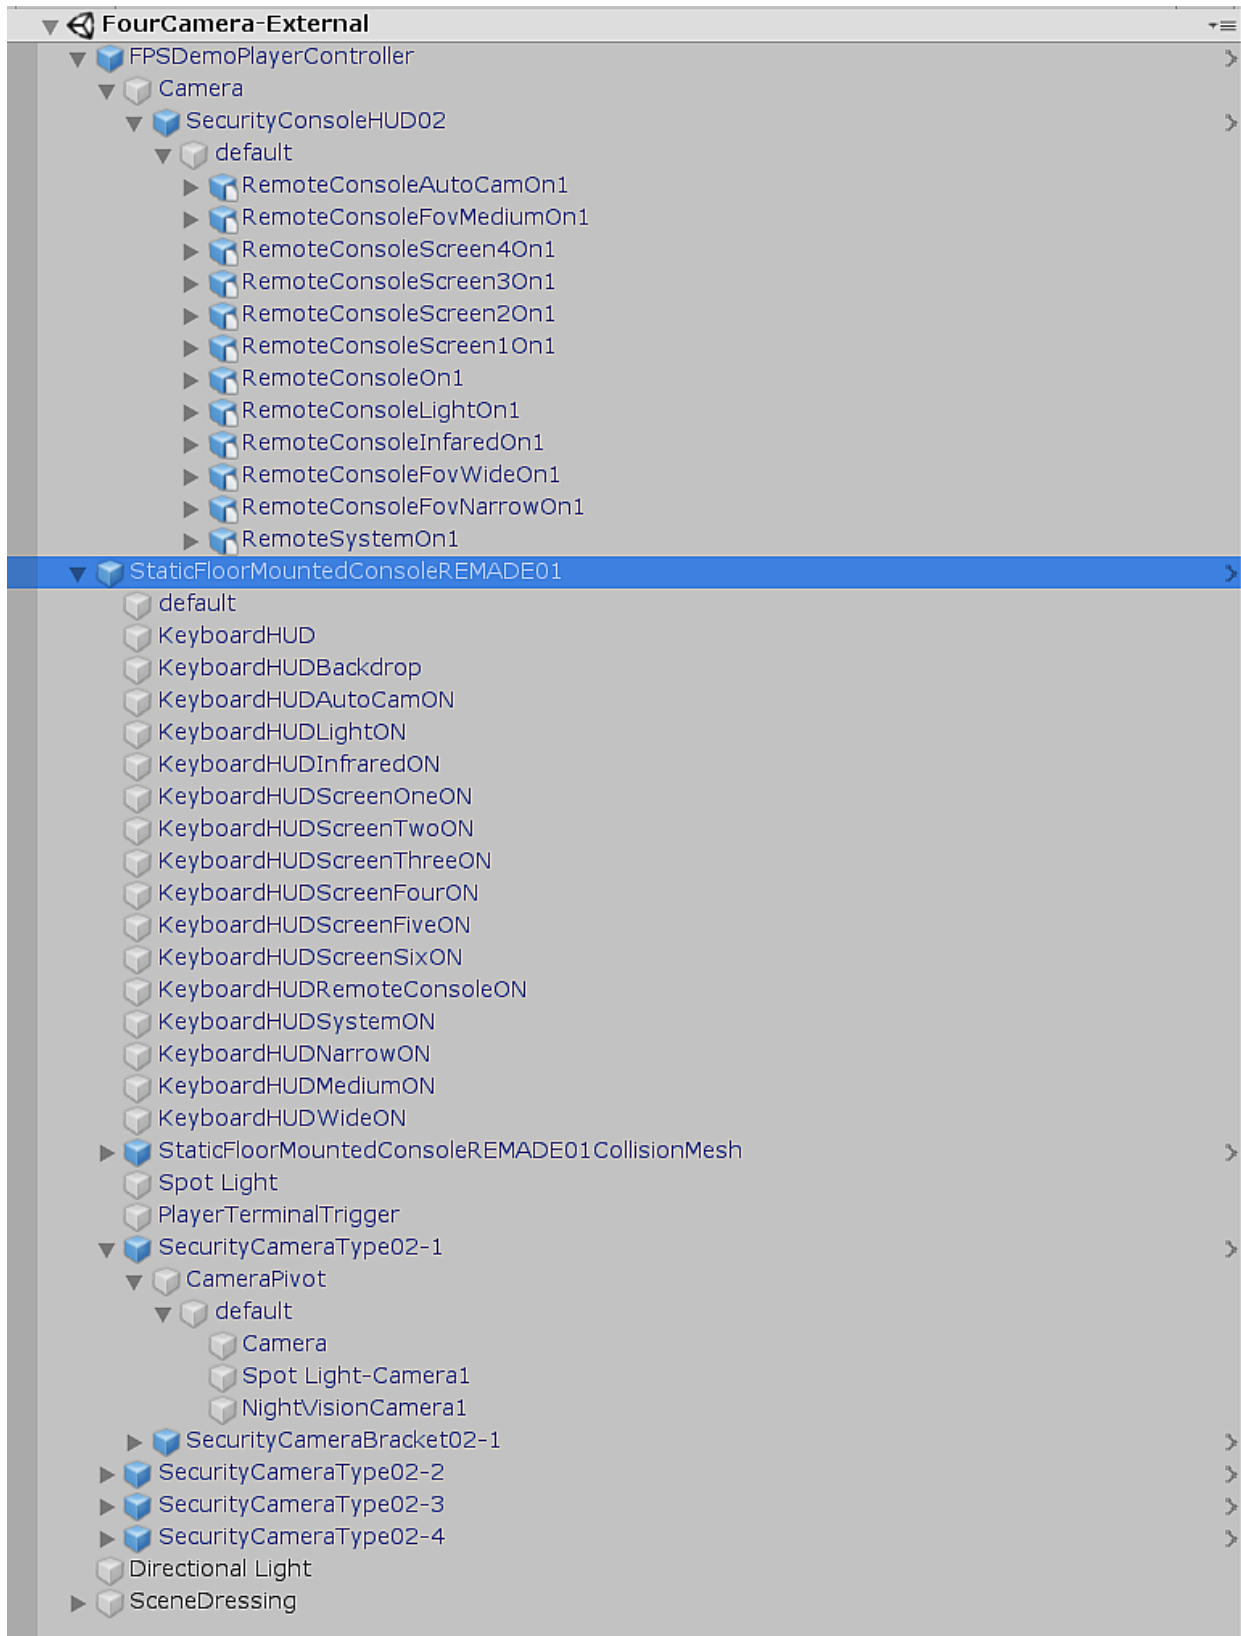 FourCamera-External
FPSDemoPlayerController
Camera
SecurityConsoleHUD02
default
RemoteConsoleAutoCamOn1
RemoteConsoleFovMediumOn1
RemoteConsoleScreen4On1
RemoteConsoleScreen3On1
RemoteConsoleScreen2On1
RemoteConsoleScreen1On1
RemoteConsoleOn1
RemoteConsoleLightOn1
RemoteConsoleInfaredOn1
RemoteConsoleFovWideOn1
RemoteConsoleFovNarrowOn1
RemoteSystemOn1
StaticFloorMountedConsoleREMADE01
default
KeyboardHUD
KeyboardHUDBackdrop
KeyboardHUDAutoCamON
KeyboardHUDLightON
KeyboardHUDInfraredON
KeyboardHUDScreenOneON
KeyboardHUDScreenTwoON
KeyboardHUDScreenThreeON
KeyboardHUDScreenFourON
KeyboardHUDScreenFiveON
KeyboardHUDScreenSixON
KeyboardHUDRemoteConsoleON
KeyboardHUDSystemON
KeyboardHUDNarrowON
KeyboardHUDMediumON
KeyboardHUDWideON
StaticFloorMountedConsoleREMADE01CollisionMesh
Spot Light
PlayerTerminalTrigger
SecurityCameraType02-1
CameraPivot
default
Camera
Spot Light-Camera1
NightVisionCamera1
SecurityCameraBracket02-1
SecurityCameraType02-2
SecurityCameraType02-3
SecurityCameraType02-4
Directional Light
SceneDressing